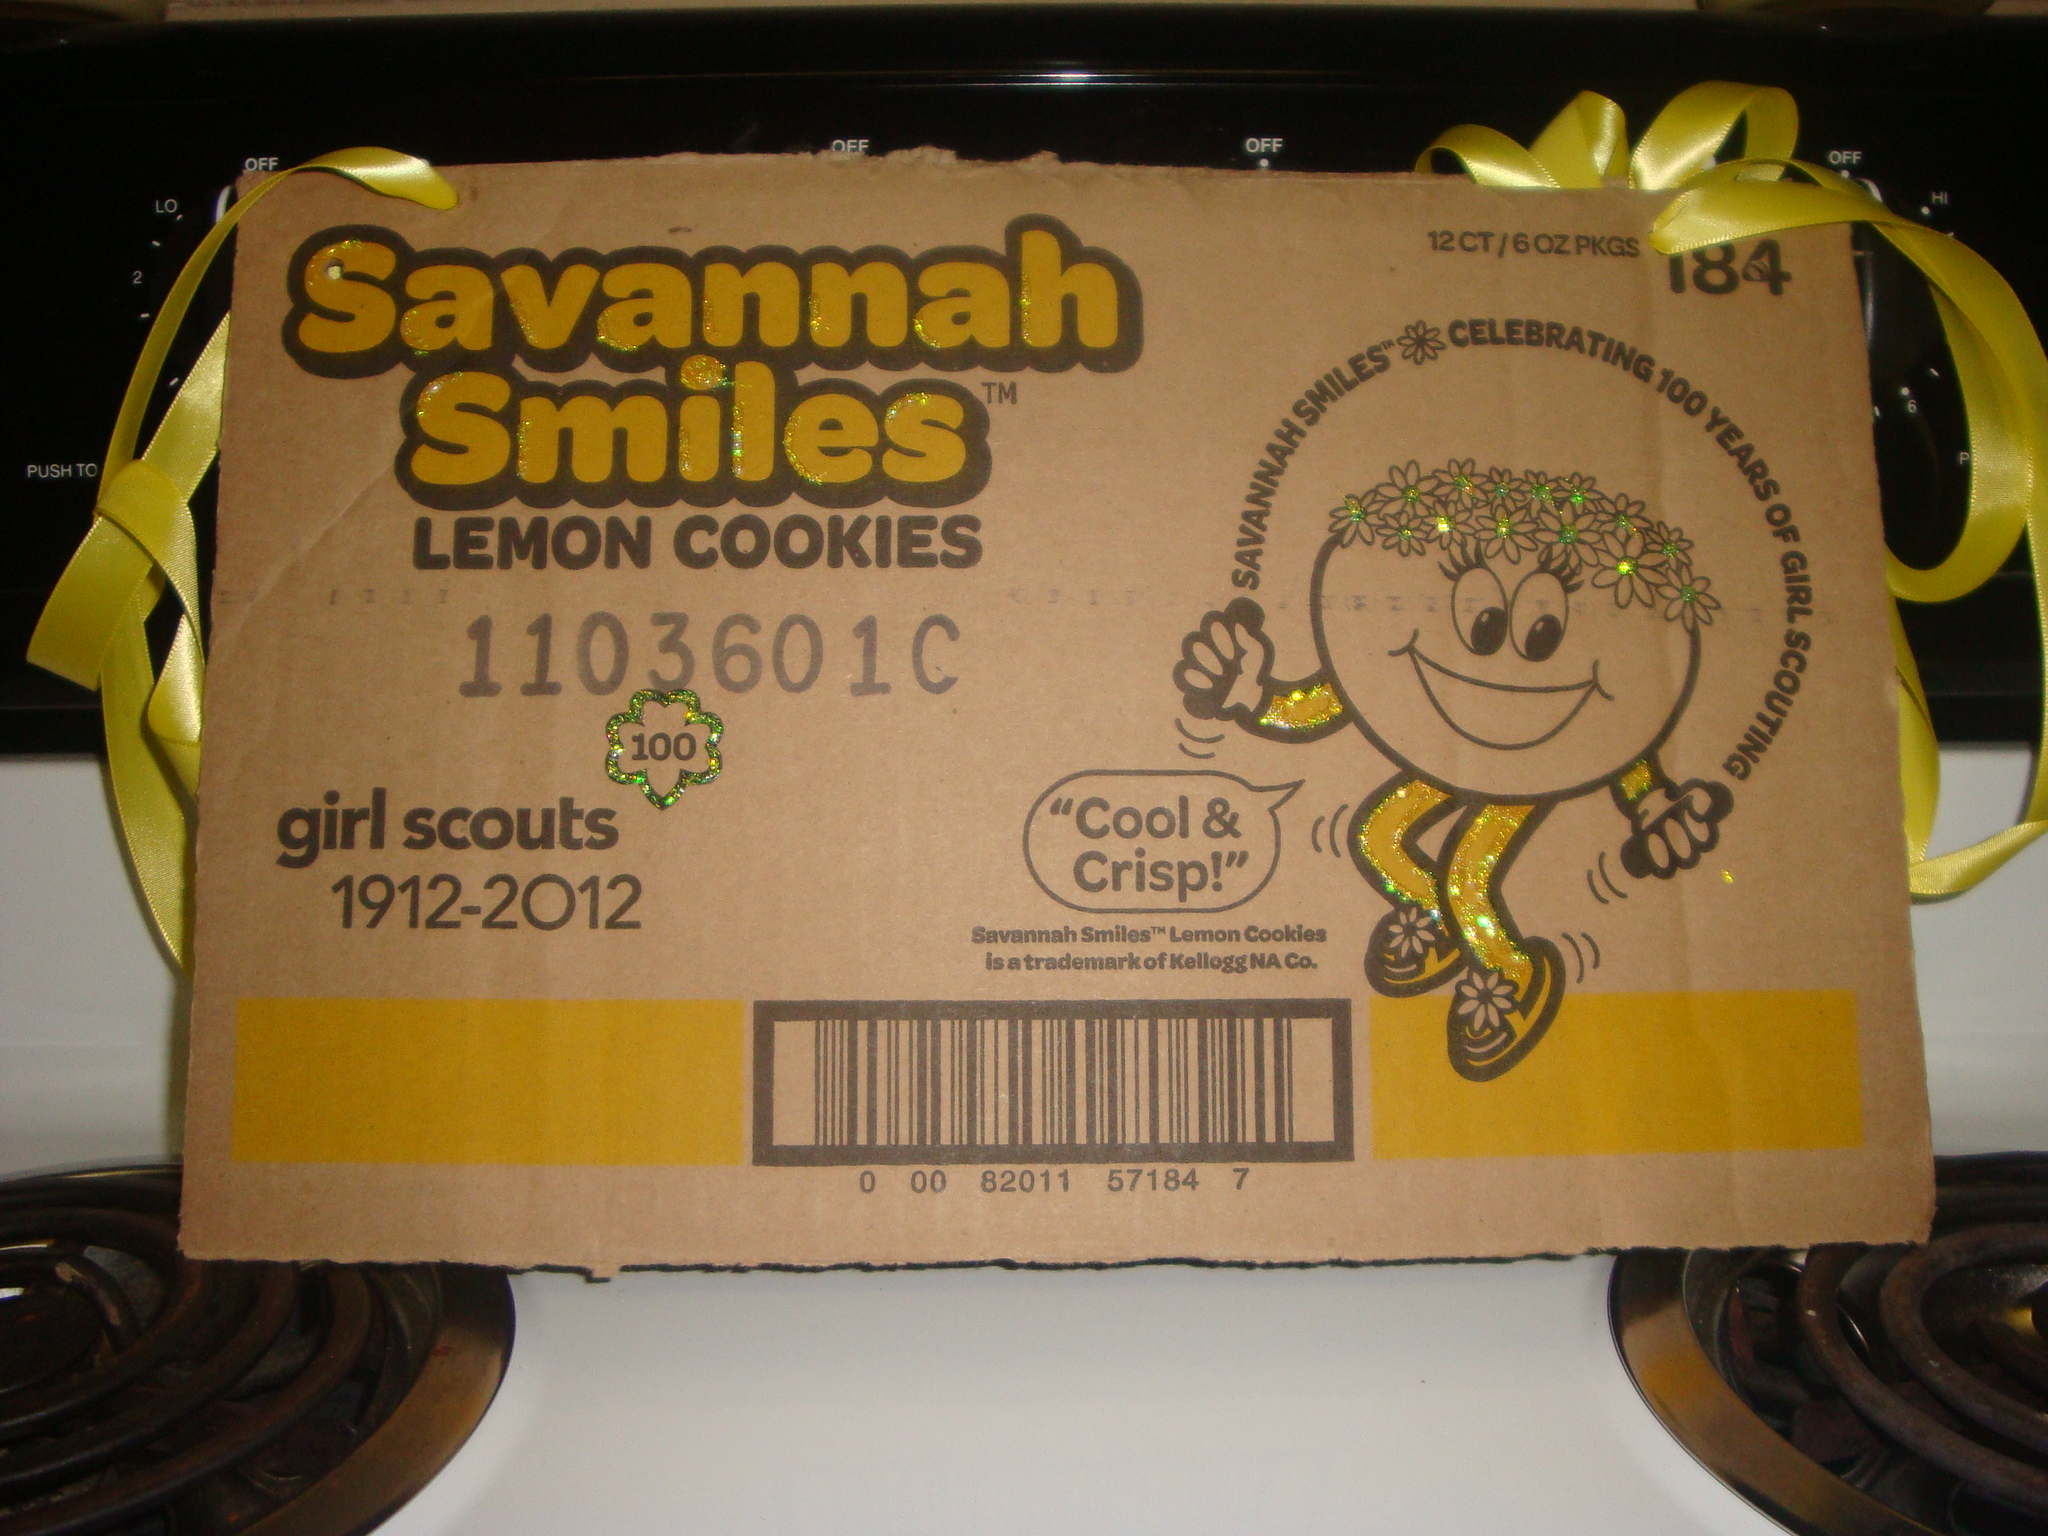 OFF
OFF
OFF
OFF
LO
HI
2
6
PUSH TO
P
Savannah
Smiles™
LEMON COOKIES
1103601C
100
girl scouts
1912-2012
12 CT / 6 OZ PKGS
184
SAVANNAH SMILES™ CELEBRATING 100 YEARS OF GIRL SCOUTING
"Cool &
Crisp!"
Savannah Smiles™ Lemon Cookies
is a trademark of Kellogg NA Co.
0 00 82011 57184 7